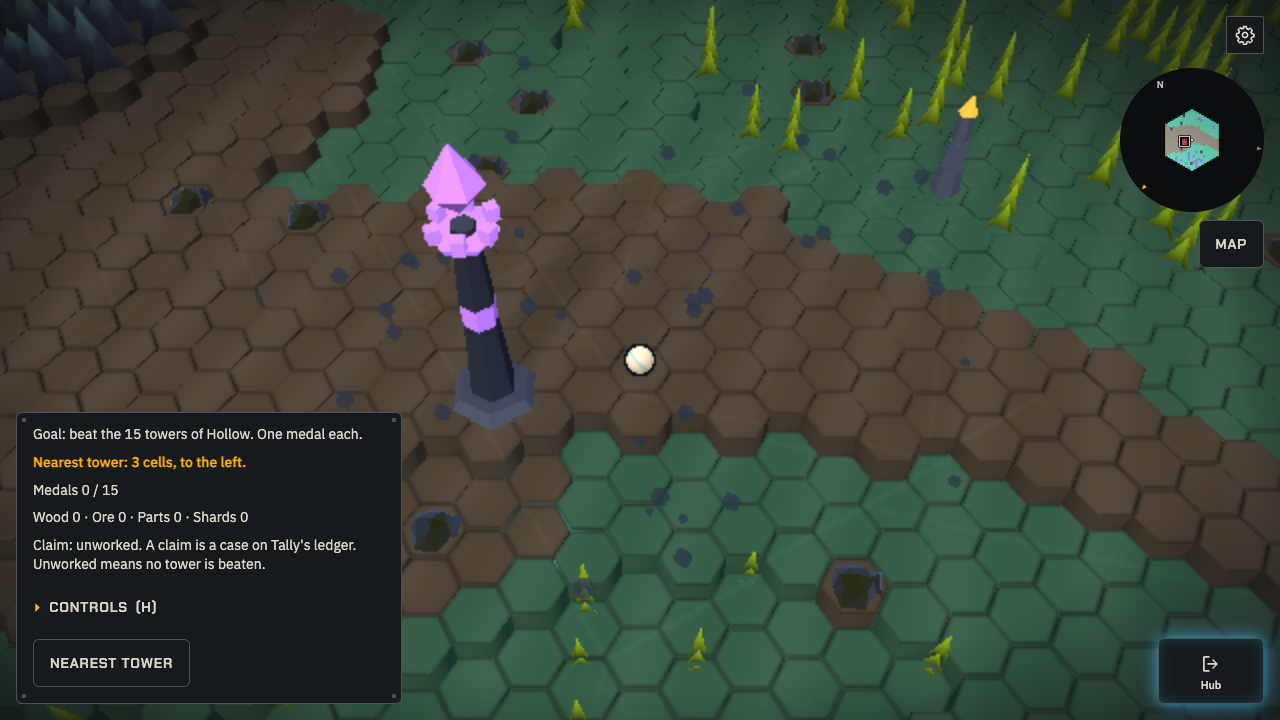 N
MAP
Goal: beat the 15 towers of Hollow. One medal each.
Nearest tower: 3 cells, to the left.
Medals 0 / 15
Wood 0 · Ore 0 · Parts 0 · Shards 0
Claim: unworked. A claim is a case on Tally's ledger.
Unworked means no tower is beaten.
CONTROLS (H)
NEAREST TOWER
Hub